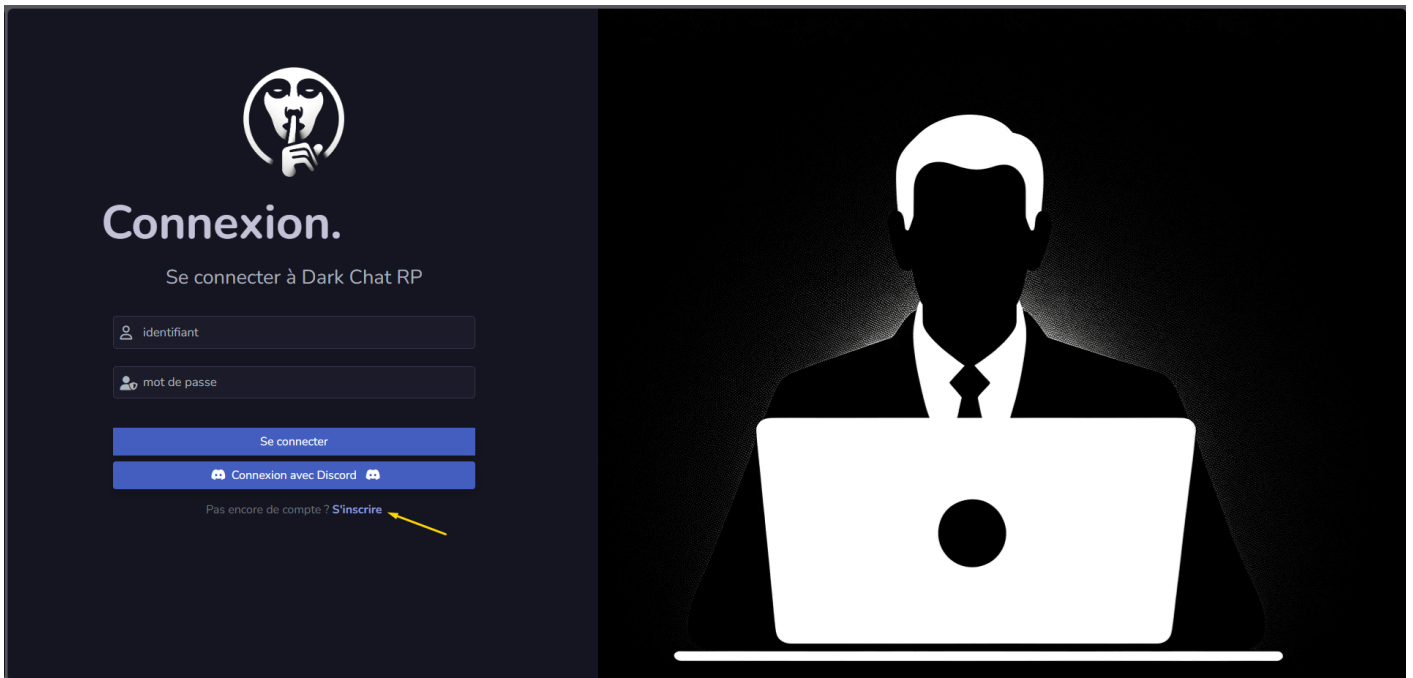 Connexion.
Se connecter à Dark Chat RP
identifiant
mot de passe
Se connecter
Connexion avec Discord
Pas encore de compte ? S'inscrire